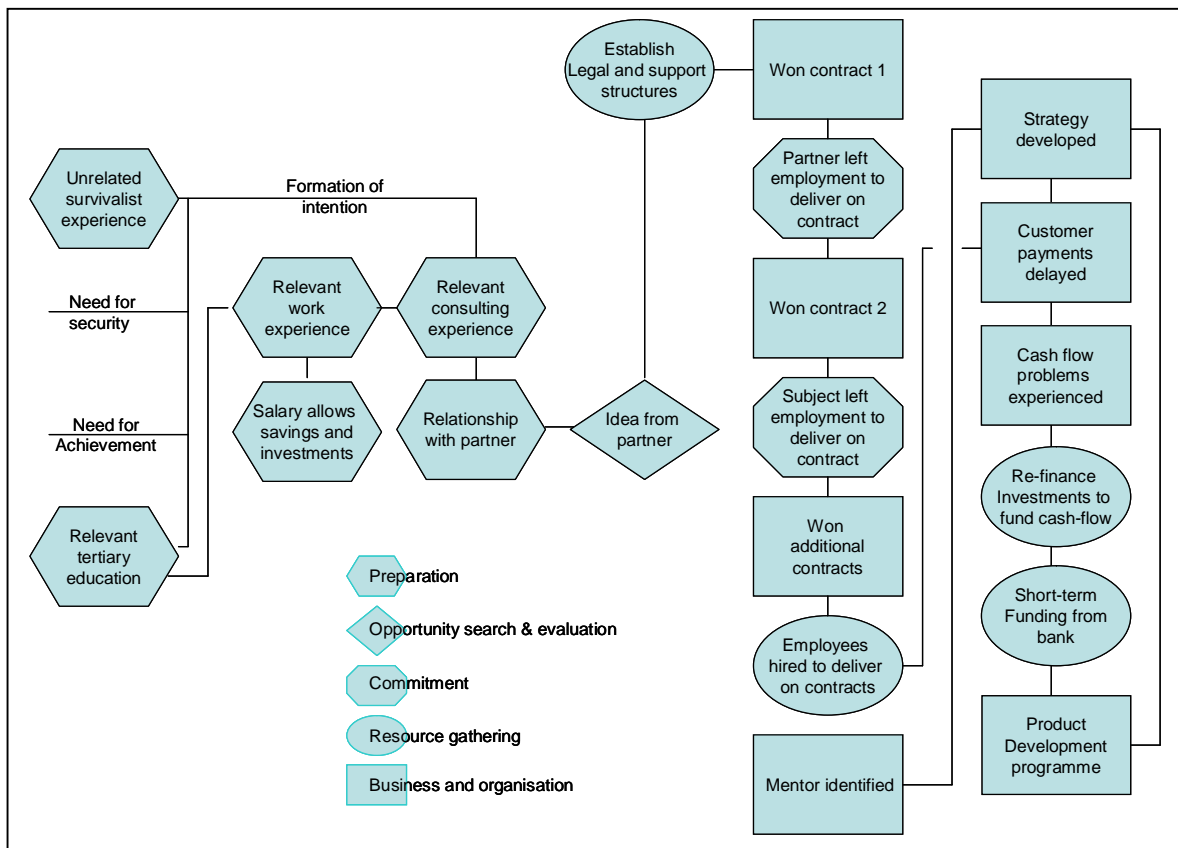 Establish
Legal and support
structures
Won contract 1
Strategy
developed
Partner left
employment to
deliver on
contract
Unrelated
survivalist
experience
Formation of
intention
Customer
payments
delayed
Need for
security
Relevant
work
experience
Relevant
consulting
experience
Won contract 2
Cash flow
problems
experienced
Need for
Achievement
Salary allows
savings and
investments
Relationship
with partner
Idea from
partner
Subject left
employment to
deliver on
contract
Re-finance
Investments to
fund cash-flow
Relevant
tertiary
education
Won
additional
contracts
Short-term
Funding from
bank
Preparation
Opportunity search & evaluation
Commitment
Resource gathering
Business and organisation
Employees
hired to deliver
on contracts
Product
Development
programme
Mentor identified